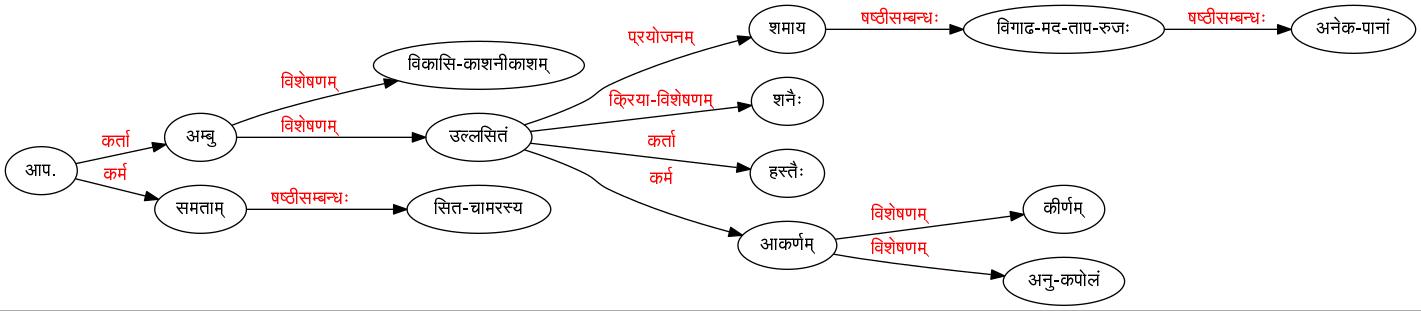 शमाय
षष्ठीसम्बन्धः
विगाढ-मद-ताप-रुजः
षष्ठीसम्बन्धः
अनेक-पानां
प्रयोजनम्
विकासि-काशनीकाशम्
विशेषणम्
क्रिया-विशेषणम्
शनैः
कर्ता
अम्बु
विशेषणम्
उल्लसितं
कर्ता
हस्तैः
आप.
कर्म
कर्म
समताम्
षष्ठीसम्बन्धः
सित-चामरस्य
विशेषणम्
कीर्णम्
आकर्णम्
विशेषणम्
अनु-कपोलं